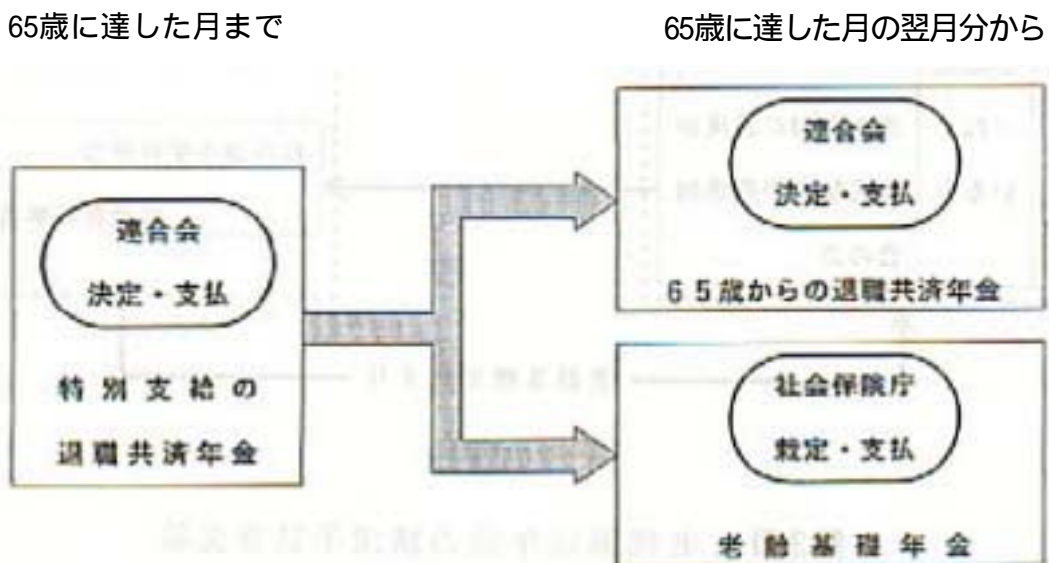 65歳に達した月まで
65歳に達した月の翌月分から
連合会
決定・支払
特別支給の
退職共済年金
連合会
決定・支払
65歳からの退職共済年金
社会保険庁
裁定・支払
老齢基礎年金